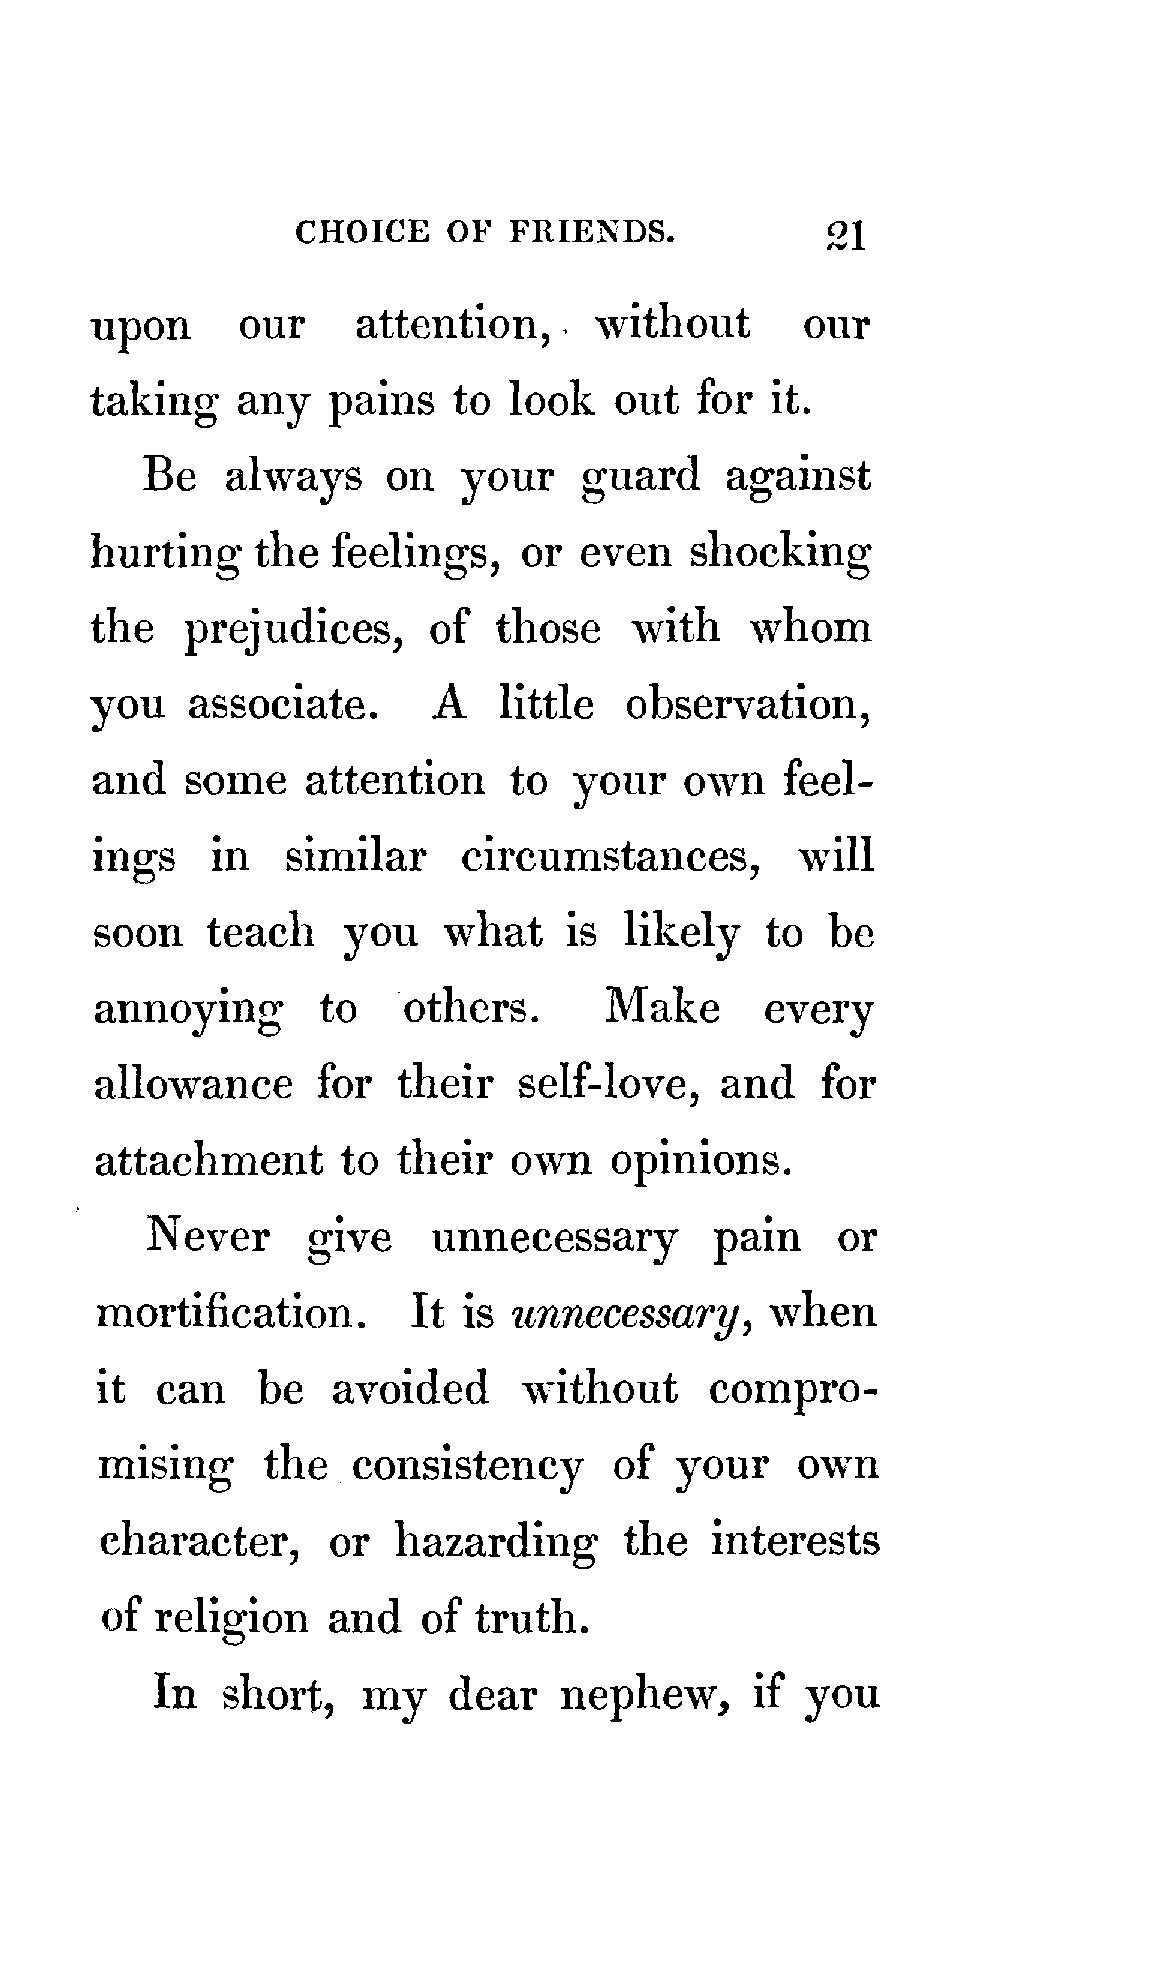 CHOICE OF FRIENDS. 21
upon our attention, without our
taking any pains to look out for it.
Be always on your guard against
hurting the feelings, or even shocking
the prejudices, of those with whom
you associate. A little observation,
and some attention to your own feel-
ings in similar circumstances, will
soon teach you what is likely to be
annoying to others. Make every
allowance for their self-love, and for
attachment to their own opinions.
Never give unnecessary pain or
mortification. It is unnecessary, when
it can be avoided without compro-
mising the consistency of your own
character, or hazarding the interests
of religion and of truth.
In short, my dear nephew, if you